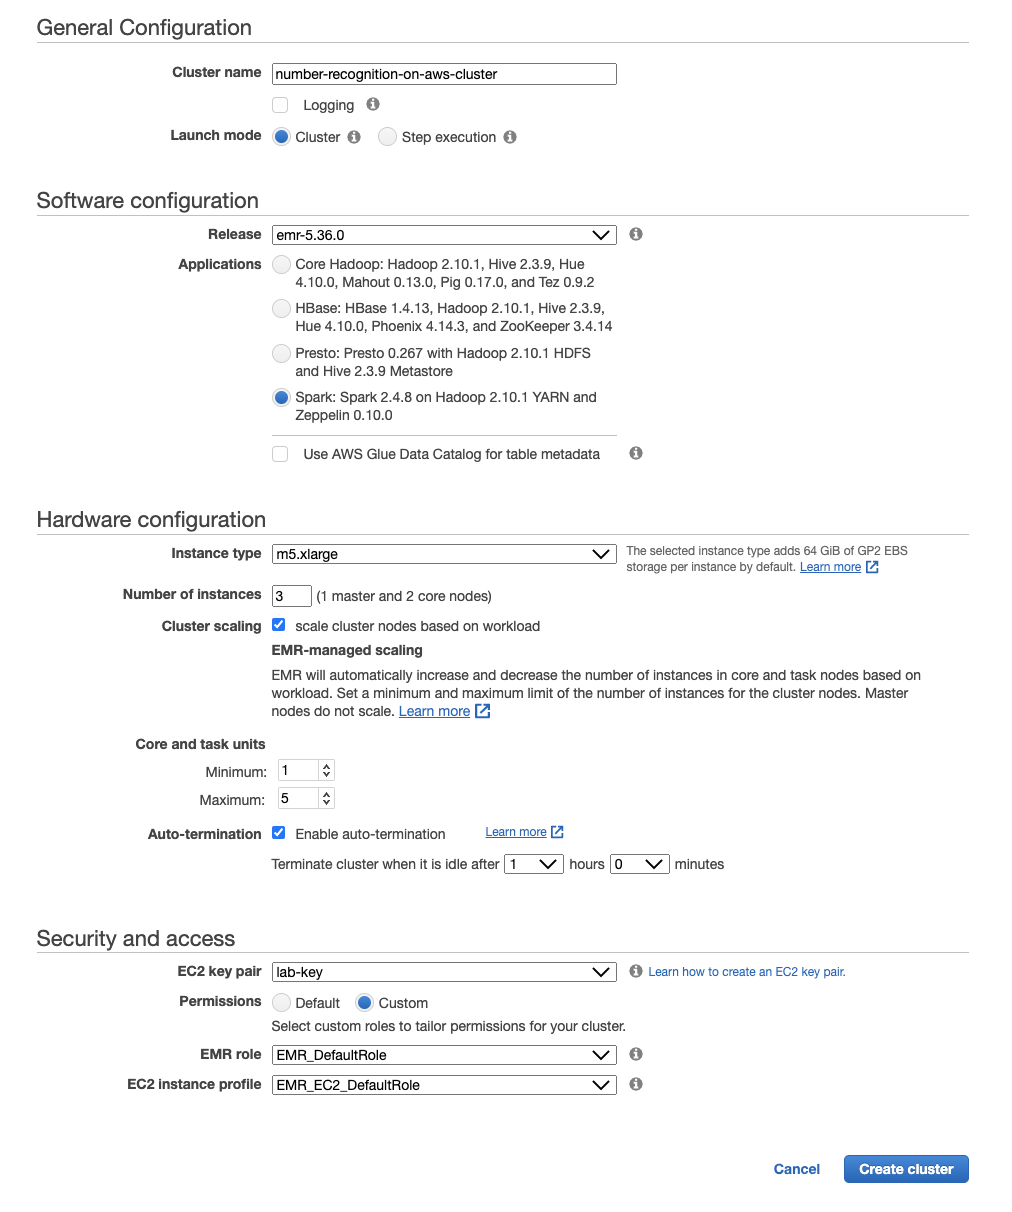 General Configuration
Cluster name number-recognition-on-aws-cluster
Logging
Launch mode Cluster Step execution
Software configuration
Release emr-5.36.0
Applications Core Hadoop: Hadoop 2.10.1, Hive 2.3.9, Hue
4.10.0, Mahout 0.13.0, Pig 0.17.0, and Tez 0.9.2
HBase: HBase 1.4.13, Hadoop 2.10.1, Hive 2.3.9,
Hue 4.10.0, Phoenix 4.14.3, and ZooKeeper 3.4.14
Presto: Presto 0.267 with Hadoop 2.10.1 HDFS
and Hive 2.3.9 Metastore
Spark: Spark 2.4.8 on Hadoop 2.10.1 YARN and
Zeppelin 0.10.0
Use AWS Glue Data Catalog for table metadata
Hardware configuration
Instance type m5.xlarge The selected instance type adds 64 GiB of GP2 EBS
storage per instance by default. Learn more
Number of instances 3 (1 master and 2 core nodes)
Cluster scaling scale cluster nodes based on workload
EMR-managed scaling
EMR will automatically increase and decrease the number of instances in core and task nodes based on
workload. Set a minimum and maximum limit of the number of instances for the cluster nodes. Master
nodes do not scale. Learn more
Core and task units
Minimum: 1
Maximum: 5
Auto-termination Enable auto-termination Learn more
Terminate cluster when it is idle after 1 hours 0 minutes
Security and access
EC2 key pair lab-key Learn how to create an EC2 key pair.
Permissions Default Custom
Select custom roles to tailor permissions for your cluster.
EMR role EMR_DefaultRole
EC2 instance profile EMR_EC2_DefaultRole
Cancel Create cluster